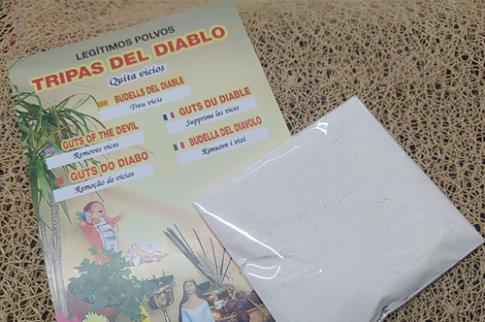 LEGÍTIMOS POLVOS
TRIPAS DEL DIABLO
Quita vicios
BUDELLS DEL DIABLE
Treu vicis
GUTS OF THE DEVIL
Removes vices
GUTS DU DIABLE
Supprime les vices
GUTS DO DIABO
Remoção de vicios
BUDELLA DEL DIAVOLO
Rimuove i vizi